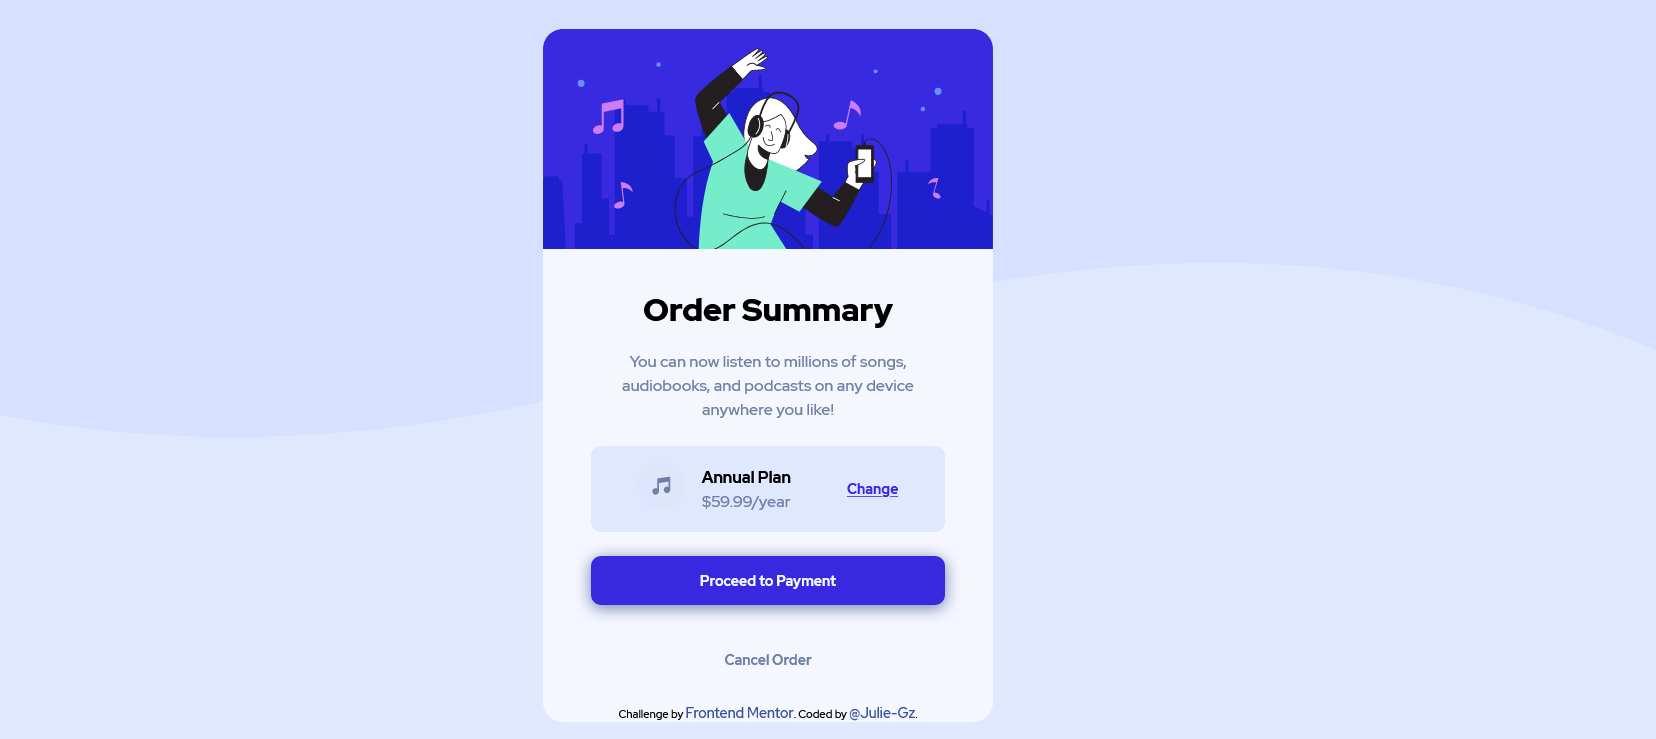 Order Summary
You can now listen to millions of songs,
audiobooks, and podcasts on any device
anywhere you like!
Annual Plan
$59.99/year
Change
Proceed to Payment
Cancel Order
Challenge by Frontend Mentor. Coded by @Julie-Gz.